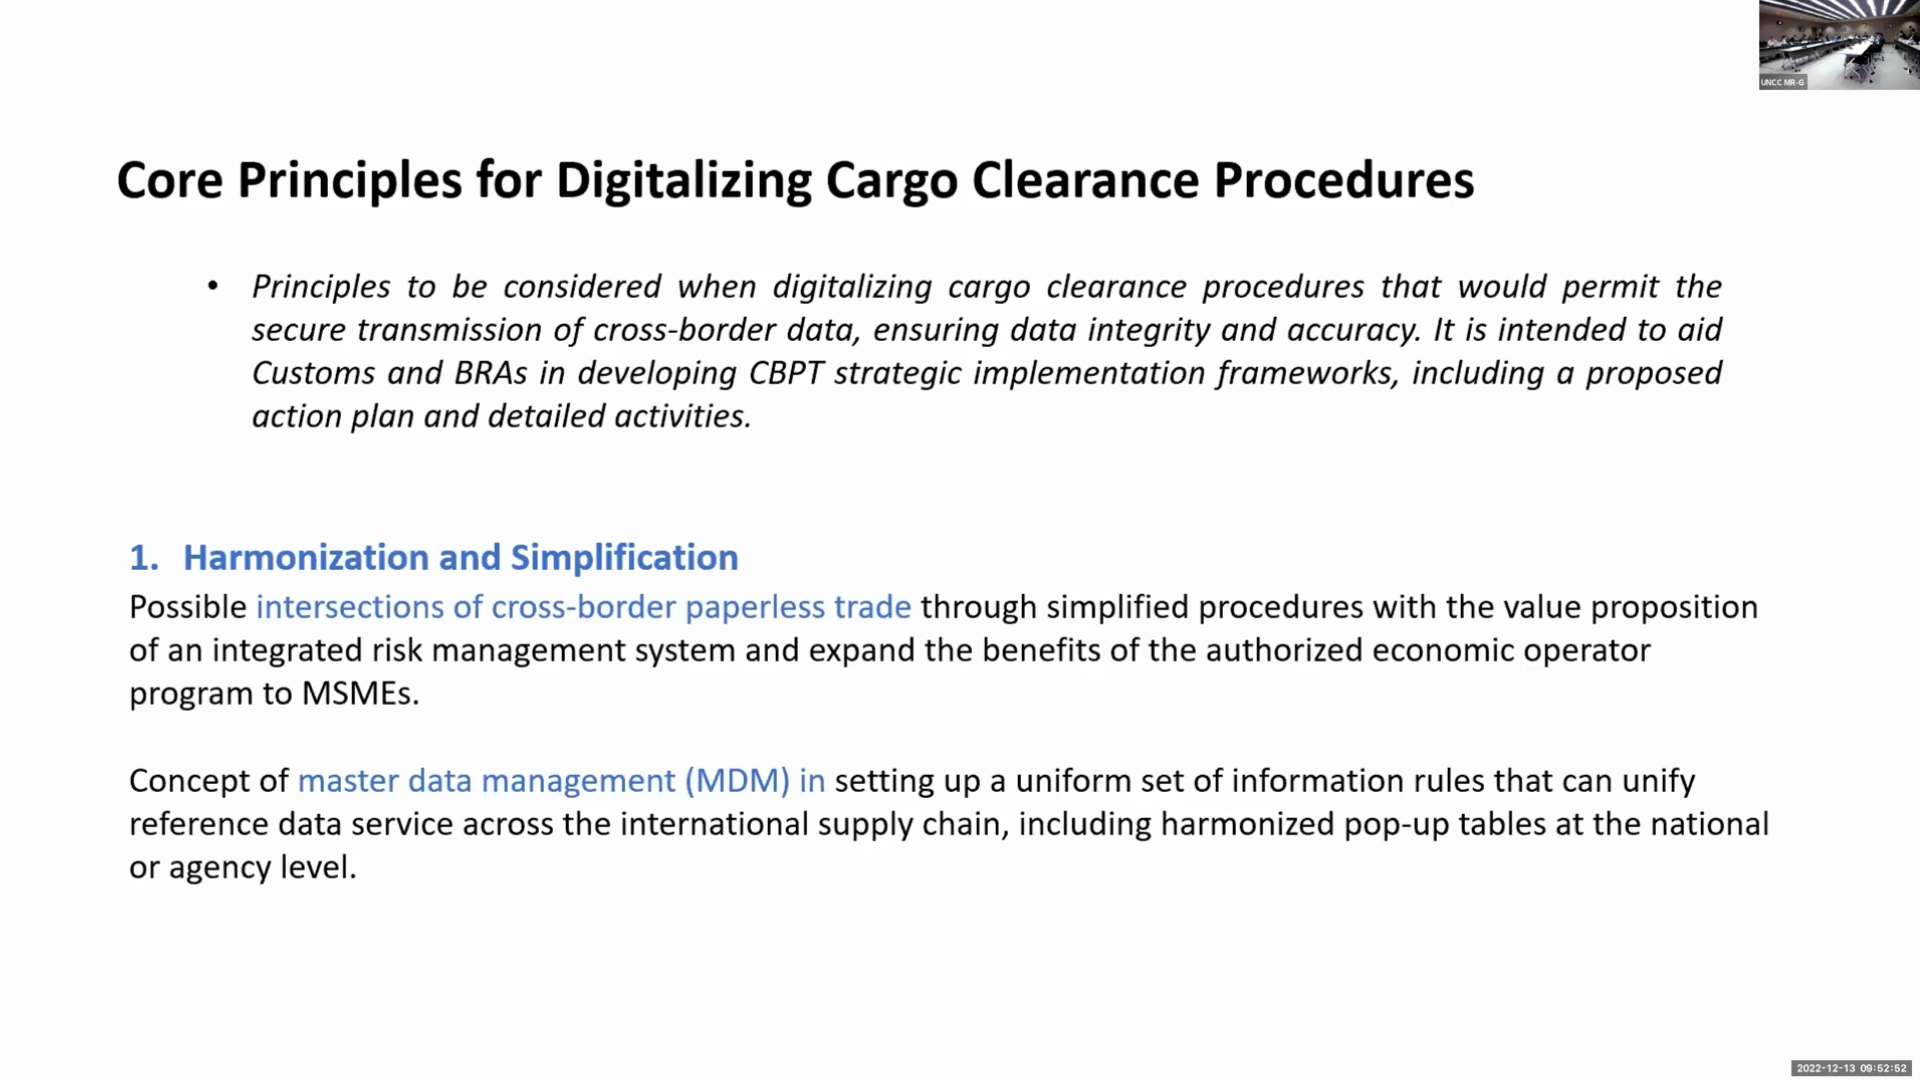 UNCC MR-G
Core Principles for Digitalizing Cargo Clearance Procedures
• Principles to be considered when digitalizing cargo clearance procedures that would permit the
secure transmission of cross-border data, ensuring data integrity and accuracy. It is intended to aid
Customs and BRAs in developing CBPT strategic implementation frameworks, including a proposed
action plan and detailed activities.
1. Harmonization and Simplification
Possible intersections of cross-border paperless trade through simplified procedures with the value proposition
of an integrated risk management system and expand the benefits of the authorized economic operator
program to MSMEs.
Concept of master data management (MDM) in setting up a uniform set of information rules that can unify
reference data service across the international supply chain, including harmonized pop-up tables at the national
or agency level.
2022-12-13 09:52:52